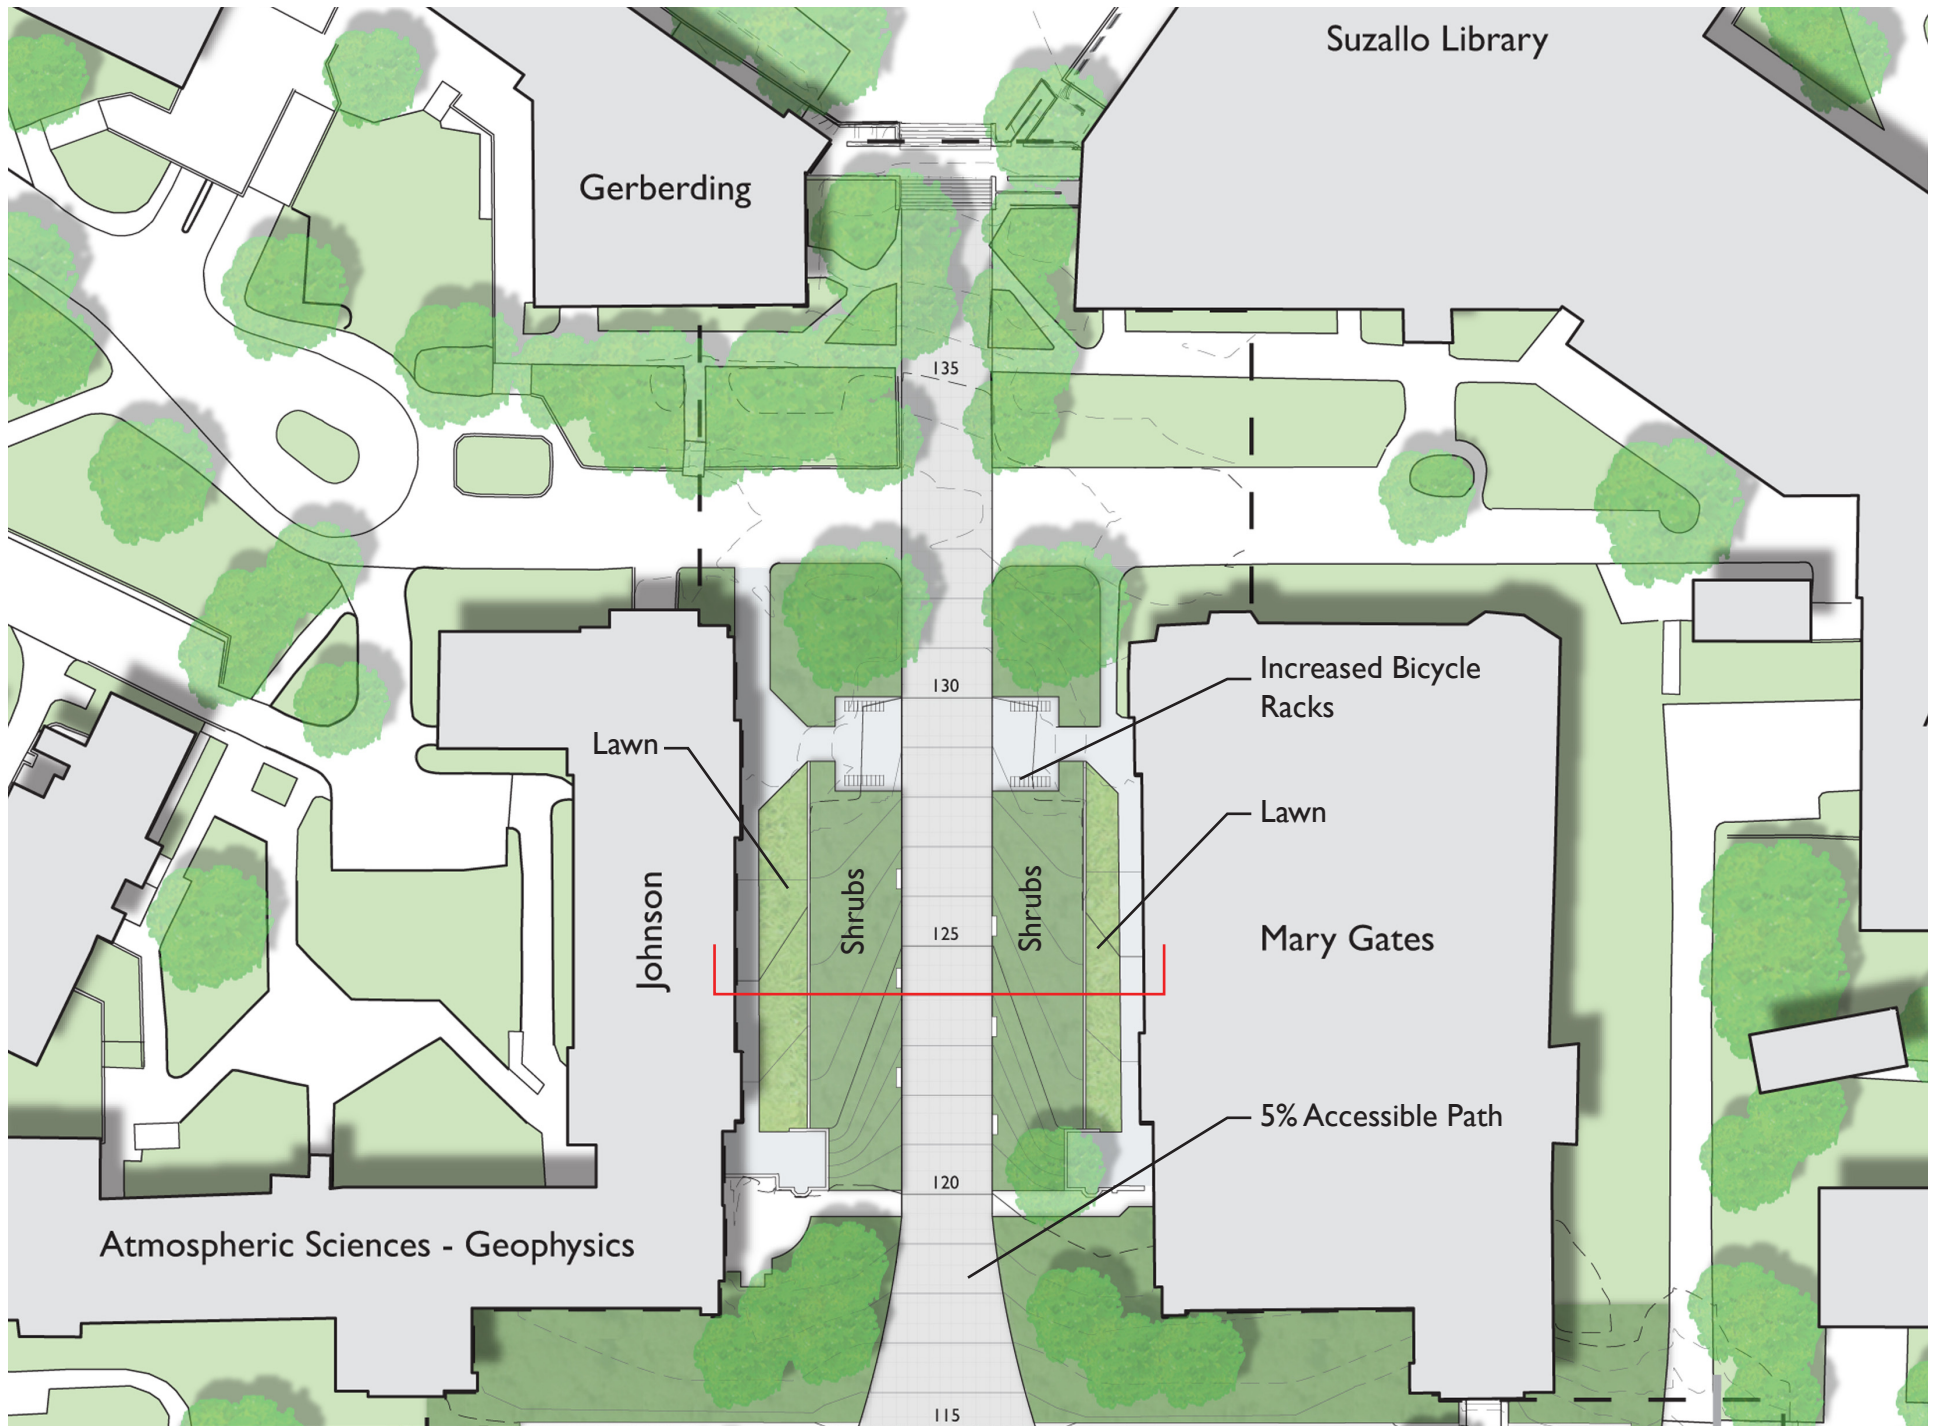 Suzallo Library
Gerberding
135
Increased Bicycle
Racks
130
Lawn
Lawn
Shrubs
Shrubs
Johnson
125
Mary Gates
5% Accessible Path
120
Atmospheric Sciences - Geophysics
115